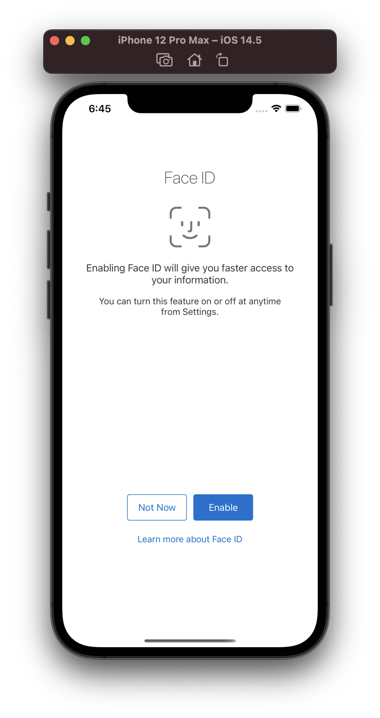 iPhone 12 Pro Max – iOS 14.5
6:45
Face ID
Enabling Face ID will give you faster access to
your information.
You can turn this feature on or off at anytime
from Settings.
Not Now
Enable
Learn more about Face ID